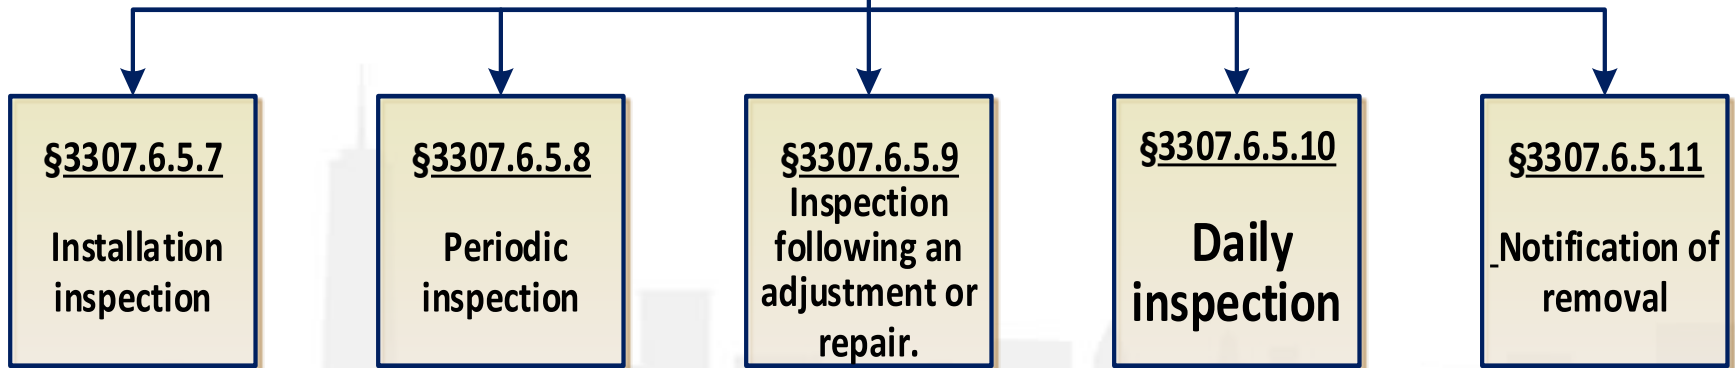 §3307.6.5.7
Installation
inspection
§3307.6.5.8
Periodic
inspection
§3307.6.5.9
Inspection
following an
adjustment or
repair.
§3307.6.5.10
Daily
inspection
§3307.6.5.11
Notification of
removal